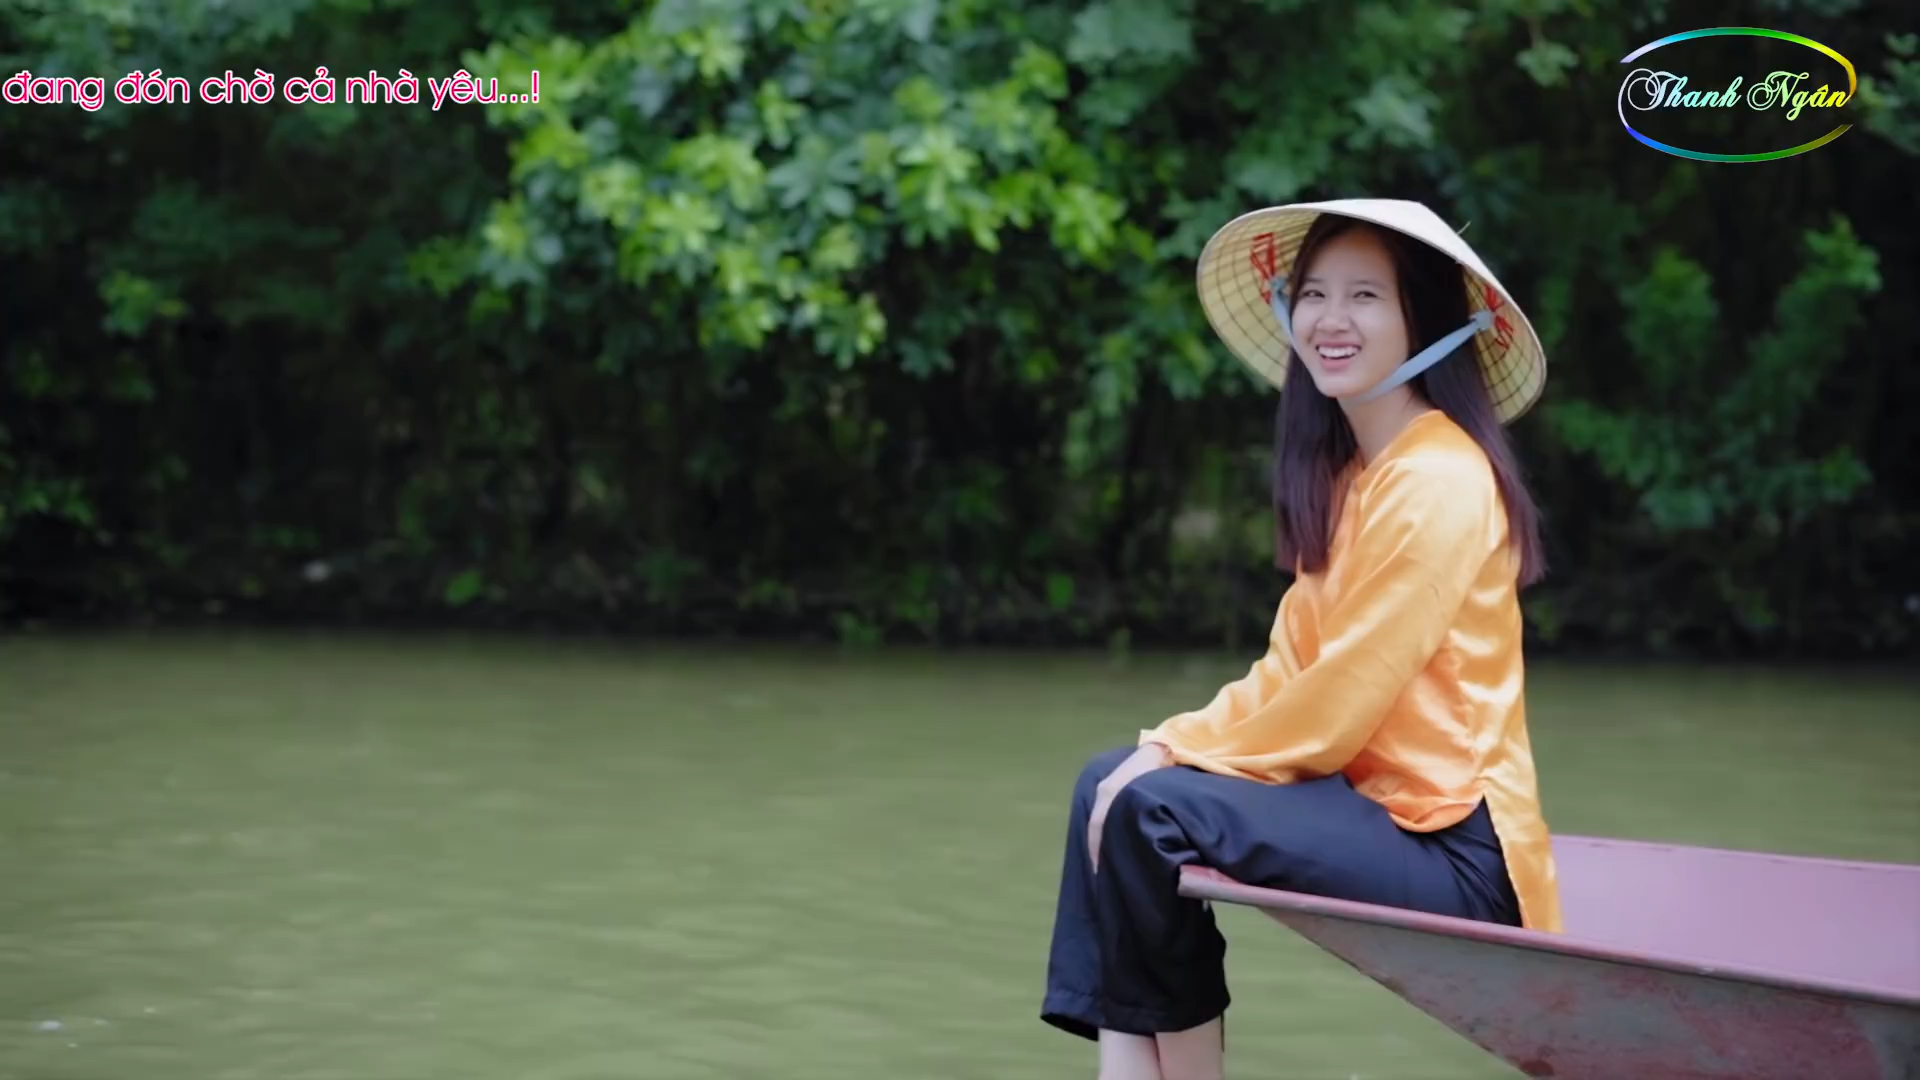 đang đón chờ cả nhà yêu...!
Thanh Ngân